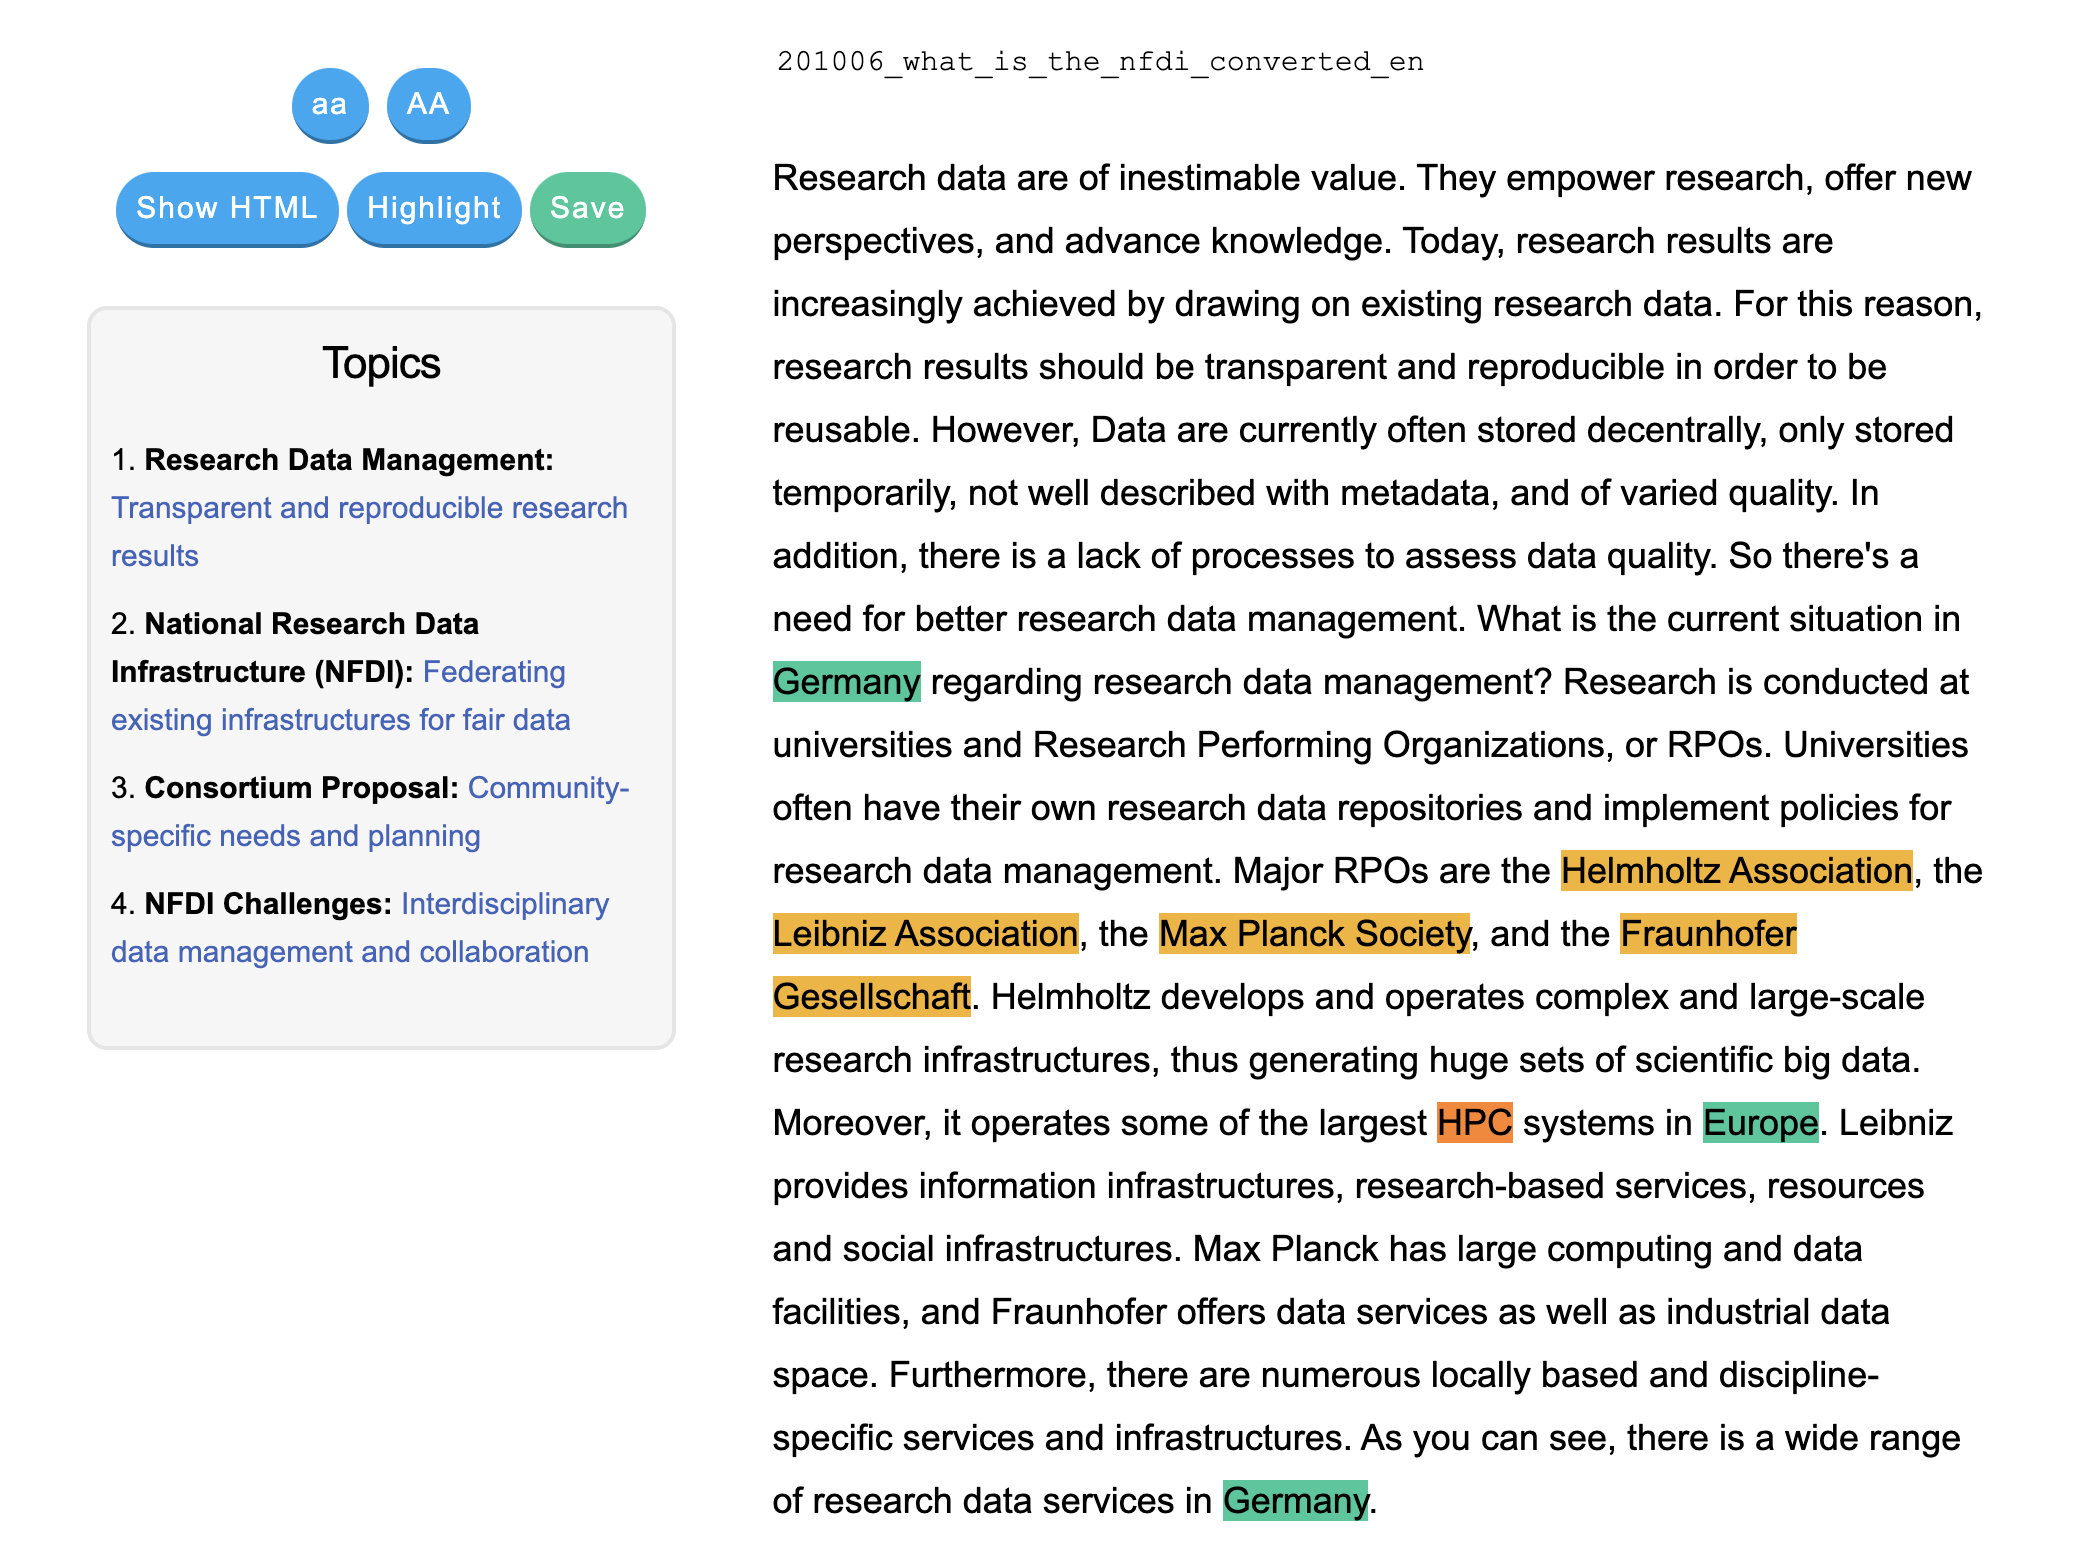 aa AA
Show HTML Highlight Save
Topics
1. Research Data Management:
Transparent and reproducible research
results
2. National Research Data
Infrastructure (NFDI): Federating
existing infrastructures for fair data
3. Consortium Proposal: Community-
specific needs and planning
4. NFDI Challenges: Interdisciplinary
data management and collaboration
201006_what_is_the_nfdi_converted_en
Research data are of inestimable value. They empower research, offer new
perspectives, and advance knowledge. Today, research results are
increasingly achieved by drawing on existing research data. For this reason,
research results should be transparent and reproducible in order to be
reusable. However, Data are currently often stored decentrally, only stored
temporarily, not well described with metadata, and of varied quality. In
addition, there is a lack of processes to assess data quality. So there's a
need for better research data management. What is the current situation in
Germany regarding research data management? Research is conducted at
universities and Research Performing Organizations, or RPOs. Universities
often have their own research data repositories and implement policies for
research data management. Major RPOs are the Helmholtz Association, the
Leibniz Association, the Max Planck Society, and the Fraunhofer
Gesellschaft. Helmholtz develops and operates complex and large-scale
research infrastructures, thus generating huge sets of scientific big data.
Moreover, it operates some of the largest HPC systems in Europe. Leibniz
provides information infrastructures, research-based services, resources
and social infrastructures. Max Planck has large computing and data
facilities, and Fraunhofer offers data services as well as industrial data
space. Furthermore, there are numerous locally based and discipline-
specific services and infrastructures. As you can see, there is a wide range
of research data services in Germany.